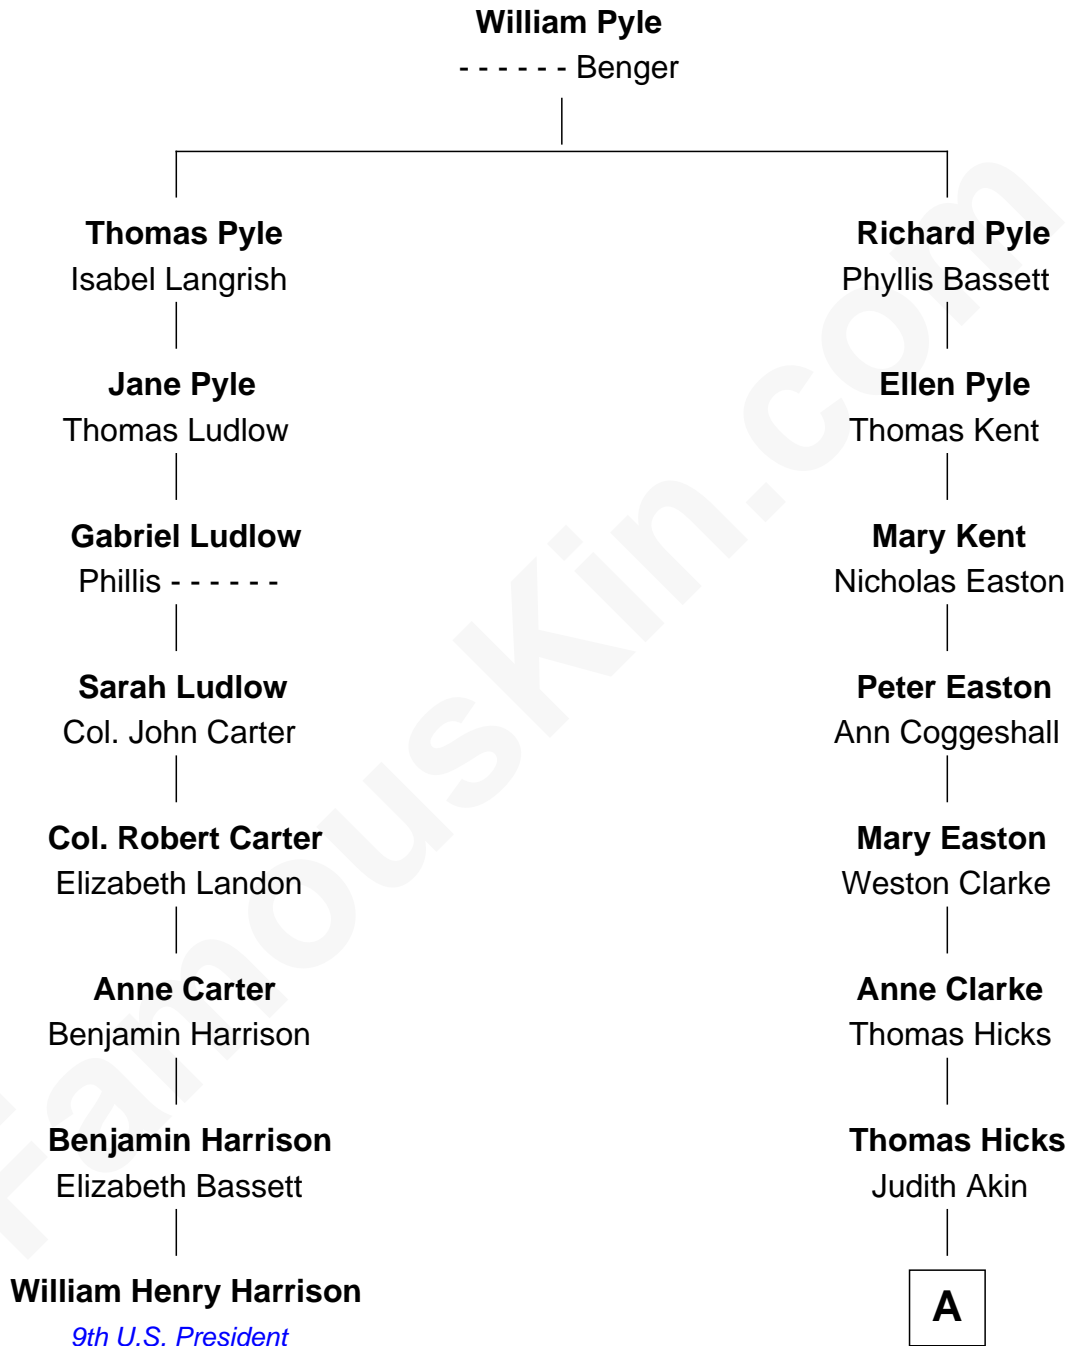 William Pyle
- - - - - - Benger
Thomas Pyle
Isabel Langrish
Richard Pyle
Phyllis Bassett
Jane Pyle
Thomas Ludlow
Ellen Pyle
Thomas Kent
Gabriel Ludlow
Phillis - - - - - -
Mary Kent
Nicholas Easton
Sarah Ludlow
Col. John Carter
Peter Easton
Ann Coggeshall
Col. Robert Carter
Elizabeth Landon
Mary Easton
Weston Clarke
Anne Carter
Benjamin Harrison
Anne Clarke
Thomas Hicks
Benjamin Harrison
Elizabeth Bassett
Thomas Hicks
Judith Akin
William Henry Harrison
9th U.S. President
A
FamousKin.com